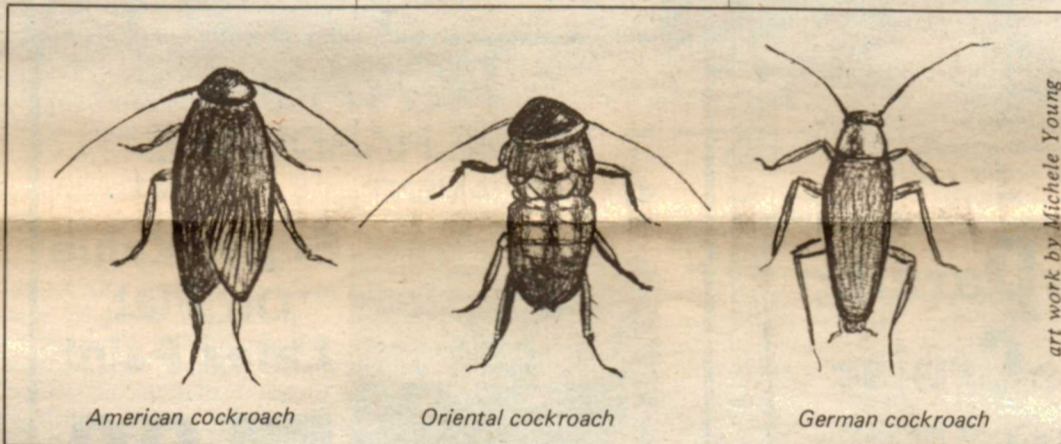 American cockroach
Oriental cockroach
German cockroach
art work by Michele Young